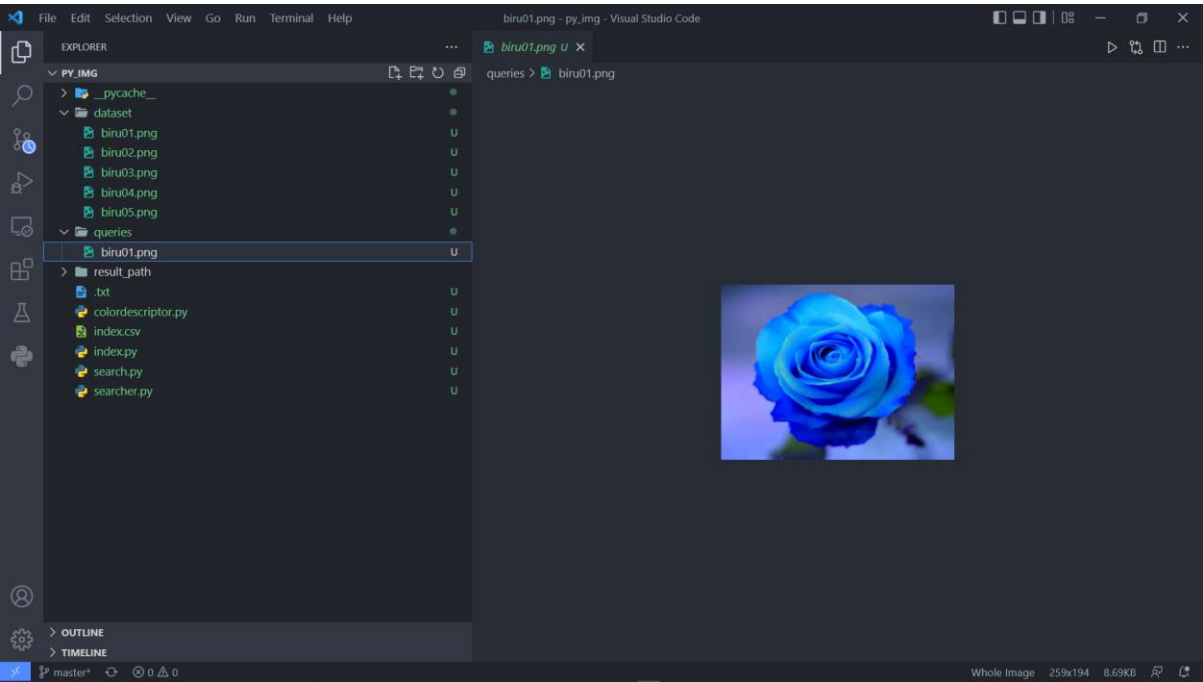 File Edit Selection View Go Run Terminal Help
biru01.png - py_img - Visual Studio Code
EXPLORER
PY_IMG
__pycache__
dataset
biru01.png U
biru02.png U
biru03.png U
biru04.png U
biru05.png U
queries
biru01.png U
result_path
.txt U
colordescriptor.py U
index.csv U
index.py U
search.py U
searcher.py U
OUTLINE
TIMELINE
biru01.png U
queries > biru01.png
master* 0 0
Whole Image 259x194 8.69KB